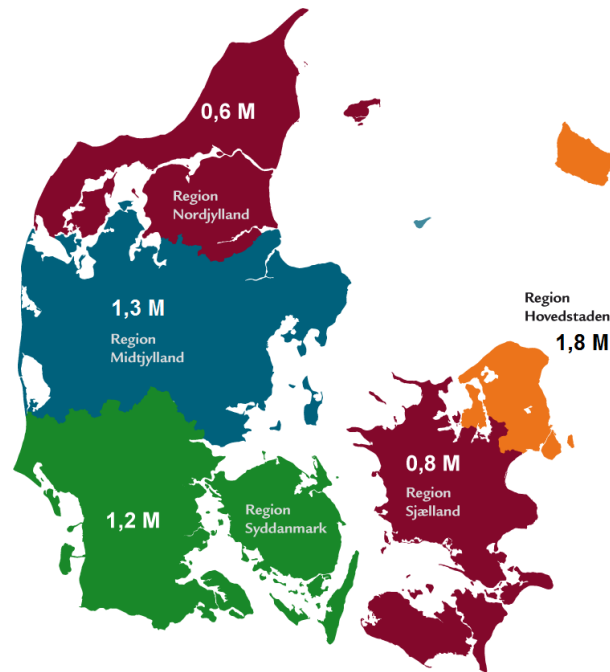 0,6 M
Region
Nordjylland
1,3 M
Region
Midtjylland
Region
Hovedstaden
1,8 M
0,8 M
Region
Sjælland
1,2 M
Region
Syddanmark